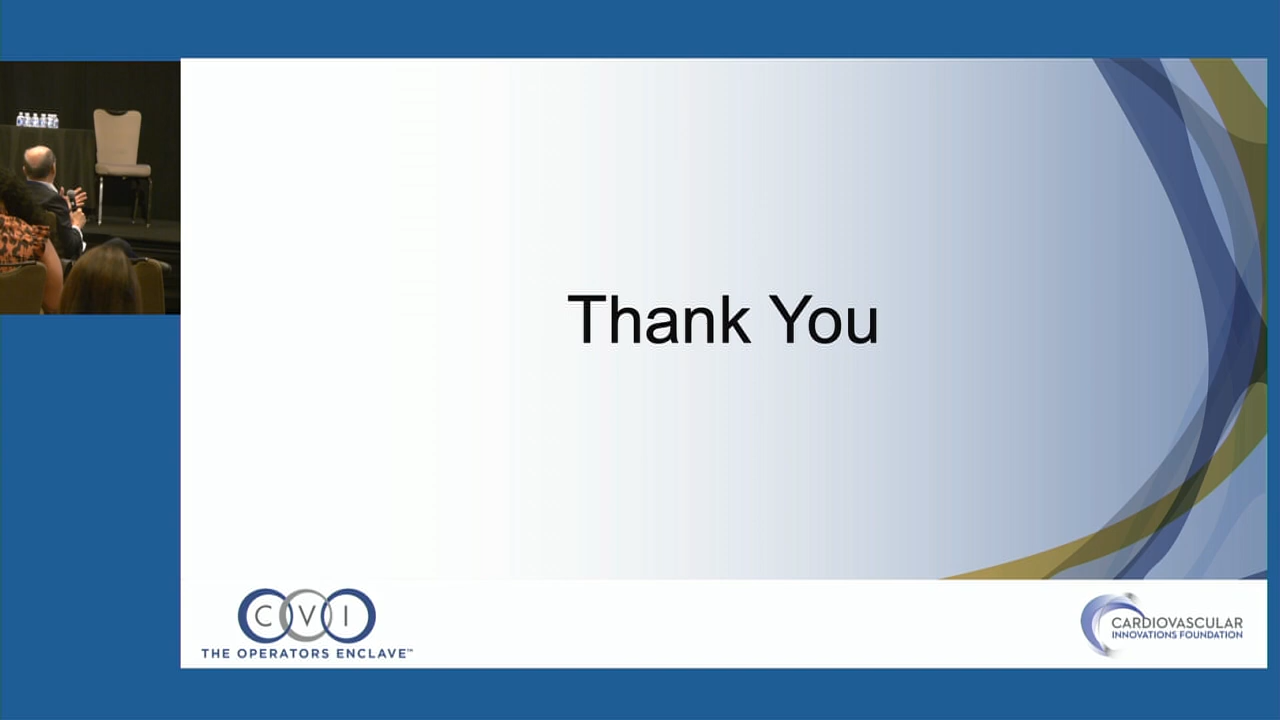 Thank You
CVI
THE OPERATORS ENCLAVE™
CARDIOVASCULAR
INNOVATIONS FOUNDATION